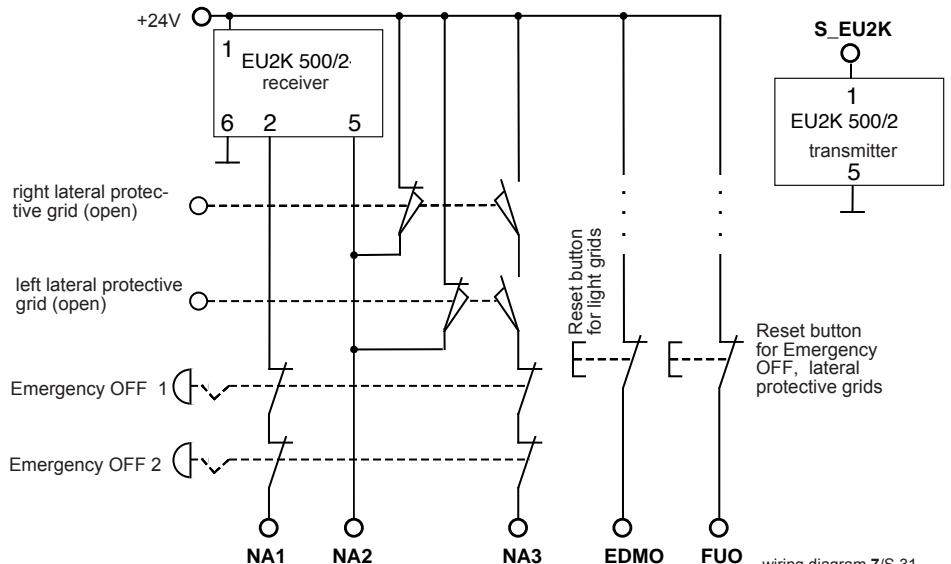 +24V
1
EU2K 500/2
receiver
6 2 5
S_EU2K
1
EU2K 500/2
transmitter
5
right lateral protec-
tive grid (open)
left lateral protective
grid (open)
Reset button
for light grids
Reset button
for Emergency
OFF, lateral
protective grids
Emergency OFF 1
Emergency OFF 2
NA1 NA2 NA3 EDMO FUO
wiring diagram 7/S.31